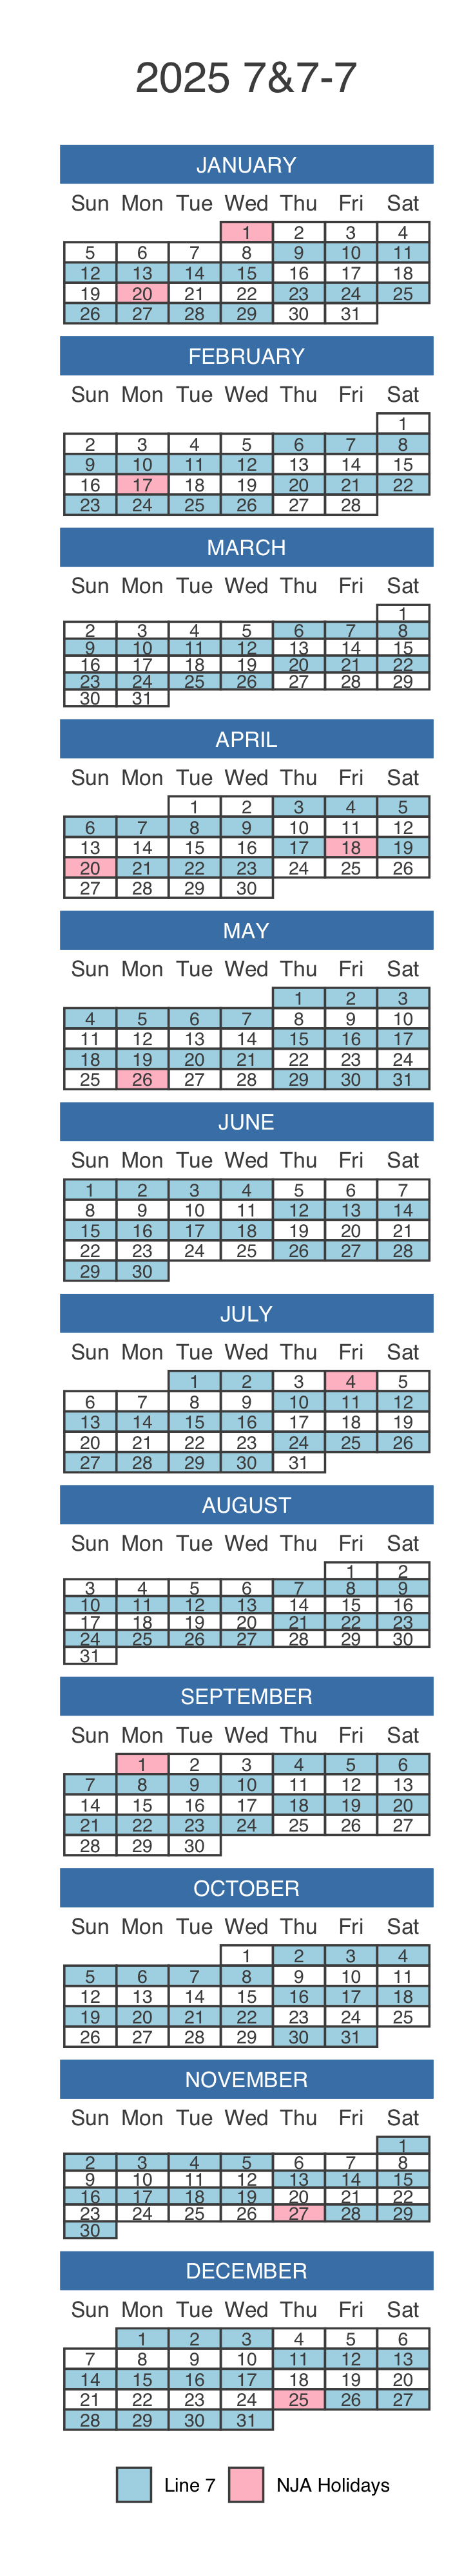 2025 7&7-7
JANUARY
Sun Mon Tue Wed Thu Fri Sat
1 2 3 4
5 6 7 8 9 10 11
12 13 14 15 16 17 18
19 20 21 22 23 24 25
26 27 28 29 30 31
FEBRUARY
Sun Mon Tue Wed Thu Fri Sat
1
2 3 4 5 6 7 8
9 10 11 12 13 14 15
16 17 18 19 20 21 22
23 24 25 26 27 28
MARCH
Sun Mon Tue Wed Thu Fri Sat
1
2 3 4 5 6 7 8
9 10 11 12 13 14 15
16 17 18 19 20 21 22
23 24 25 26 27 28 29
30 31
APRIL
Sun Mon Tue Wed Thu Fri Sat
1 2 3 4 5
6 7 8 9 10 11 12
13 14 15 16 17 18 19
20 21 22 23 24 25 26
27 28 29 30
MAY
Sun Mon Tue Wed Thu Fri Sat
1 2 3
4 5 6 7 8 9 10
11 12 13 14 15 16 17
18 19 20 21 22 23 24
25 26 27 28 29 30 31
JUNE
Sun Mon Tue Wed Thu Fri Sat
1 2 3 4 5 6 7
8 9 10 11 12 13 14
15 16 17 18 19 20 21
22 23 24 25 26 27 28
29 30
JULY
Sun Mon Tue Wed Thu Fri Sat
1 2 3 4 5
6 7 8 9 10 11 12
13 14 15 16 17 18 19
20 21 22 23 24 25 26
27 28 29 30 31
AUGUST
Sun Mon Tue Wed Thu Fri Sat
1 2
3 4 5 6 7 8 9
10 11 12 13 14 15 16
17 18 19 20 21 22 23
24 25 26 27 28 29 30
31
SEPTEMBER
Sun Mon Tue Wed Thu Fri Sat
1 2 3 4 5 6
7 8 9 10 11 12 13
14 15 16 17 18 19 20
21 22 23 24 25 26 27
28 29 30
OCTOBER
Sun Mon Tue Wed Thu Fri Sat
1 2 3 4
5 6 7 8 9 10 11
12 13 14 15 16 17 18
19 20 21 22 23 24 25
26 27 28 29 30 31
NOVEMBER
Sun Mon Tue Wed Thu Fri Sat
1
2 3 4 5 6 7 8
9 10 11 12 13 14 15
16 17 18 19 20 21 22
23 24 25 26 27 28 29
30
DECEMBER
Sun Mon Tue Wed Thu Fri Sat
1 2 3 4 5 6
7 8 9 10 11 12 13
14 15 16 17 18 19 20
21 22 23 24 25 26 27
28 29 30 31
Line 7 NJA Holidays